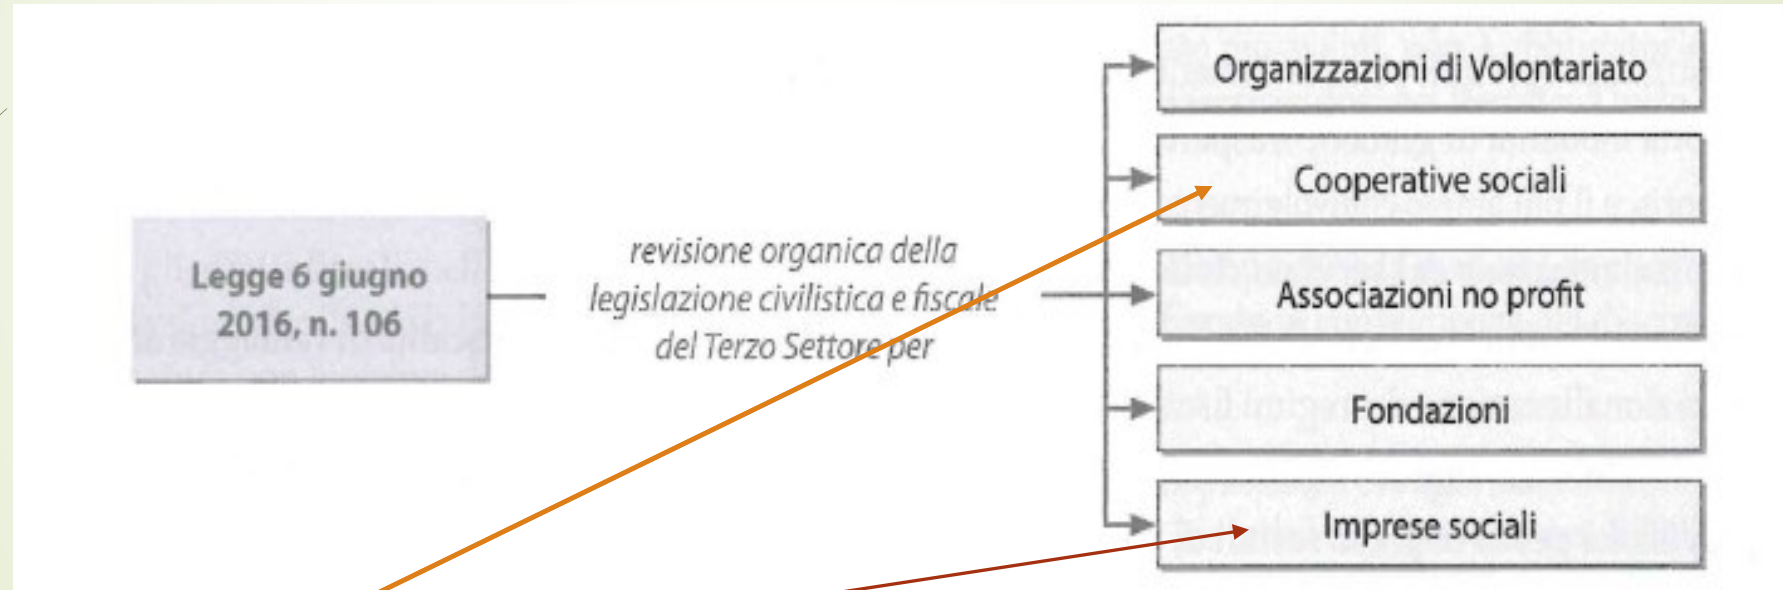 Legge 6 giugno
2016, n. 106
revisione organica della
legislazione civilistica e fiscale
del Terzo Settore per
Organizzazioni di Volontariato
Cooperative sociali
Associazioni no profit
Fondazioni
Imprese sociali